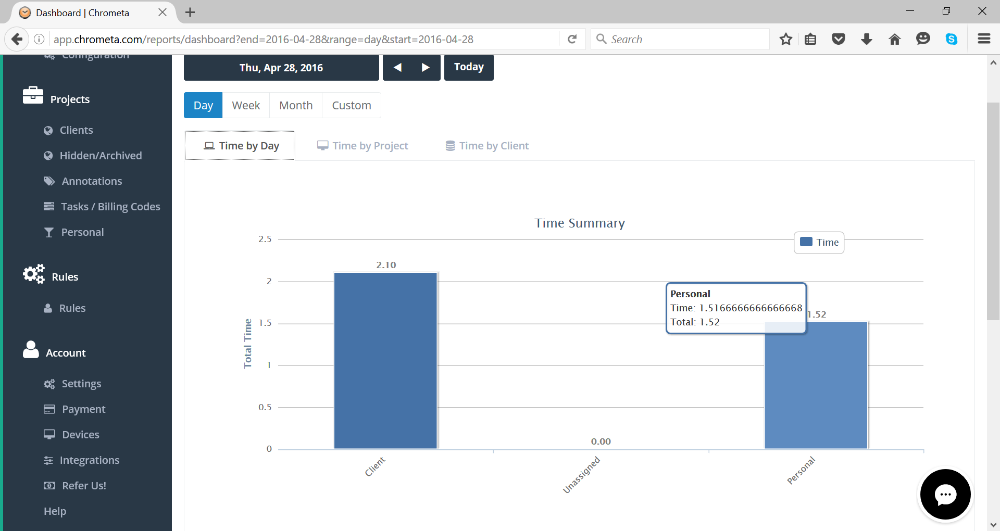 Dashboard | Chrometa
app.chrometa.com/reports/dashboard?end=2016-04-28&range=day&start=2016-04-28
Search
Configuration
Projects
Clients
Hidden/Archived
Annotations
Tasks / Billing Codes
Personal
Rules
Rules
Account
Settings
Payment
Devices
Integrations
Refer Us!
Help
Thu, Apr 28, 2016
Today
Day Week Month Custom
Time by Day Time by Project Time by Client
Time Summary
Time
Total Time
2.5
2
1.5
1
0.5
0
2.10
0.00
1.52
Personal
Time: 1.5166666666666668
Total: 1.52
Client
Unassigned
Personal